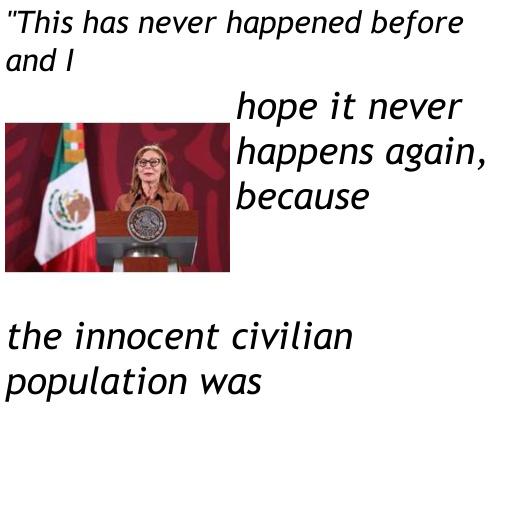 "This has never happened before
and I
hope it never
happens again,
because
the innocent civilian
population was